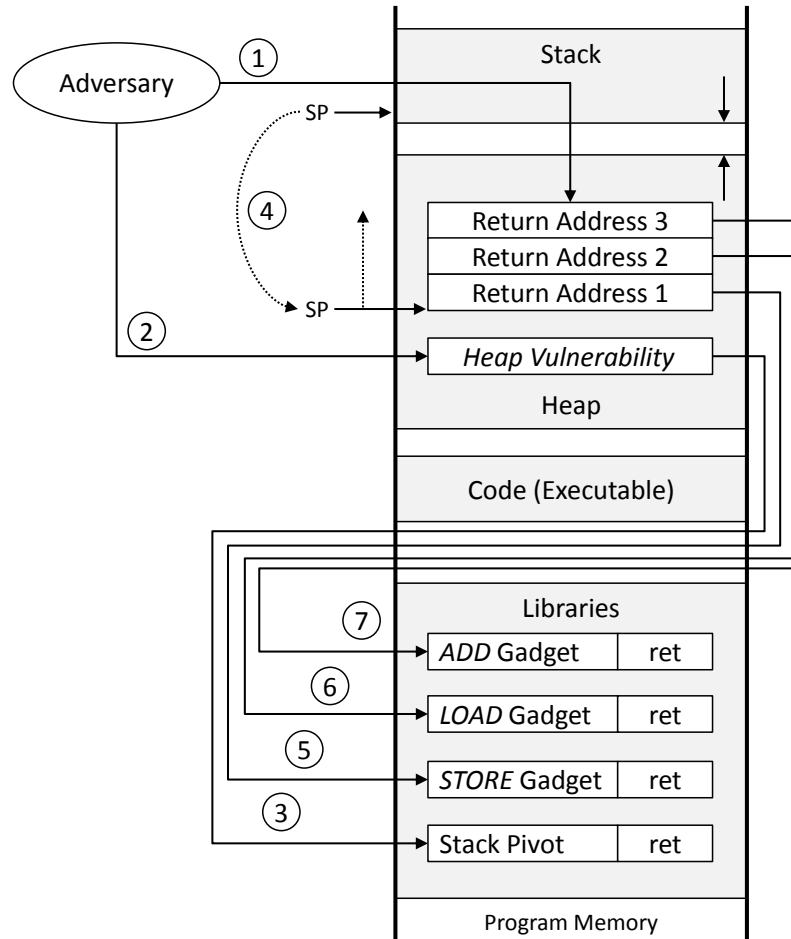 Stack
1
Adversary
SP
4
Return Address 3
Return Address 2
Return Address 1
SP
2
Heap Vulnerability
Heap
Code (Executable)
Libraries
7
ADD Gadget ret
6
LOAD Gadget ret
5
STORE Gadget ret
3
Stack Pivot ret
Program Memory